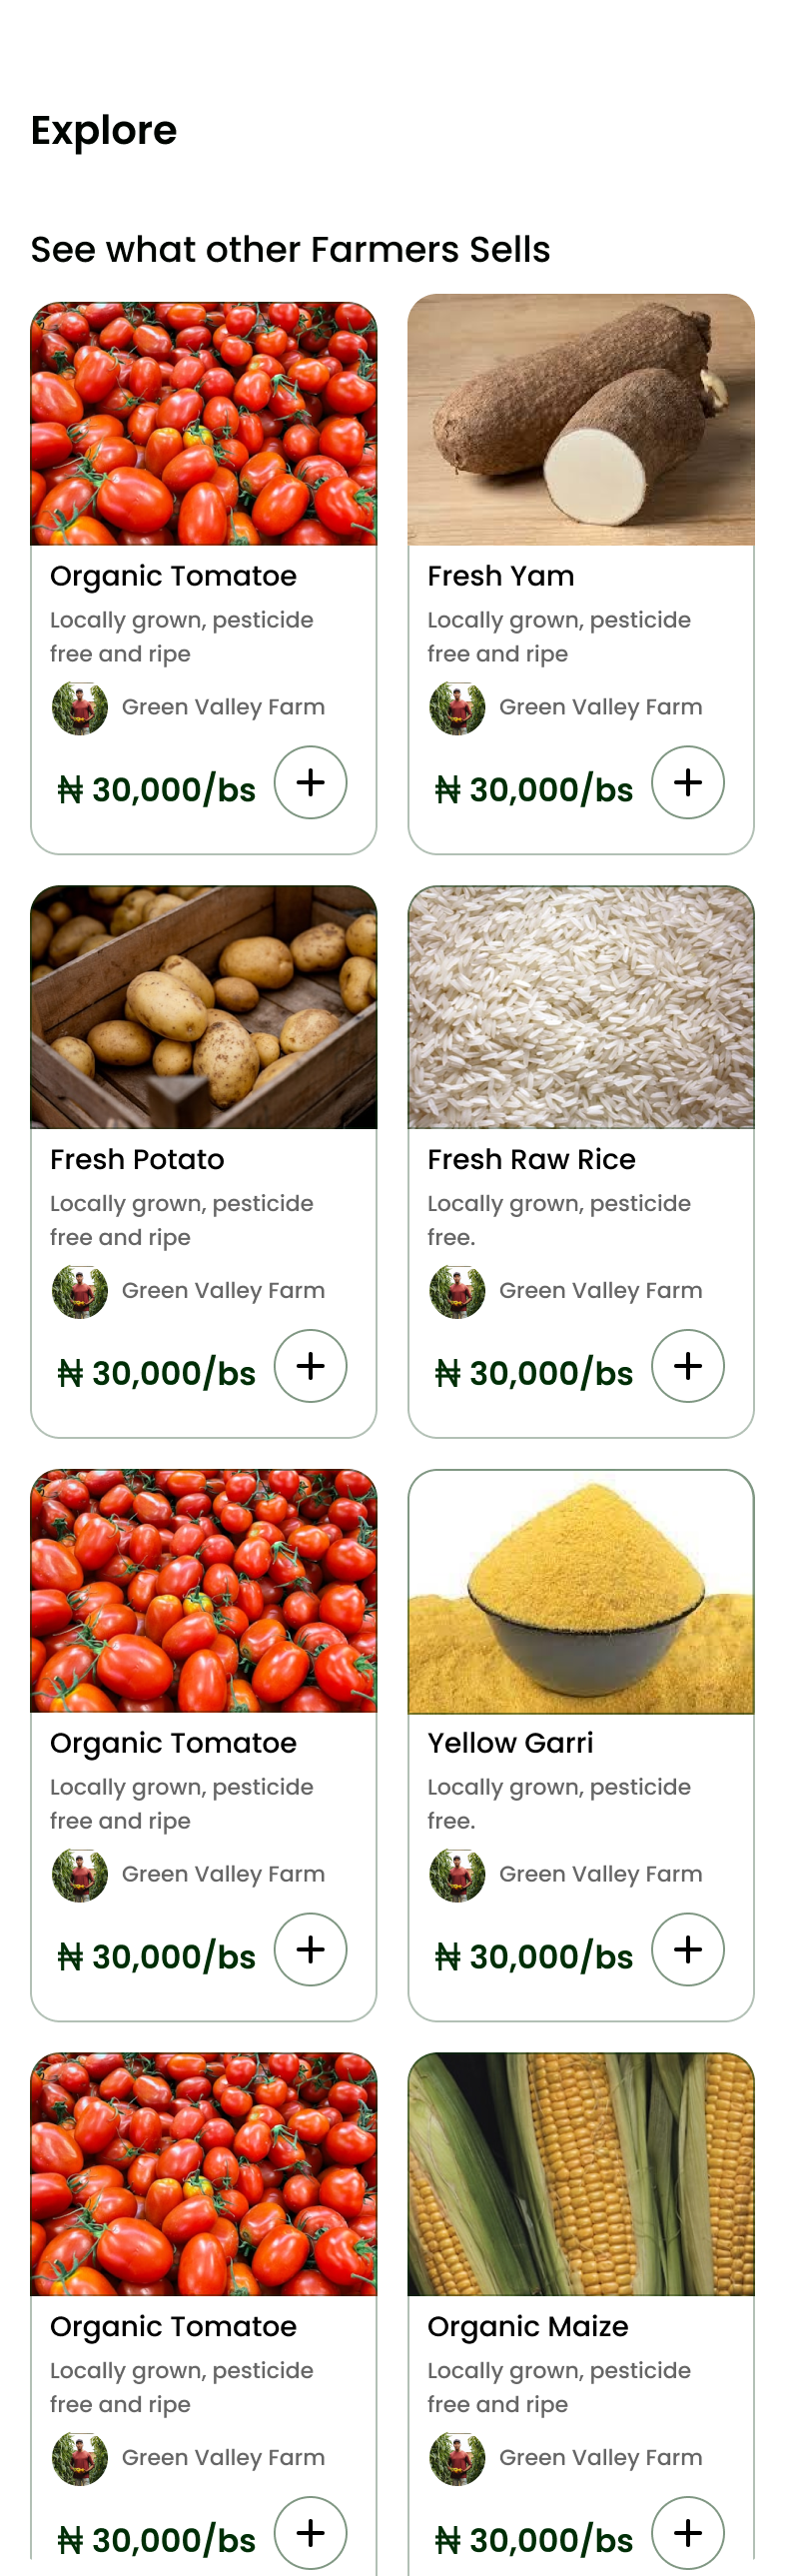 Explore
See what other Farmers Sells
Organic Tomatoe
Locally grown, pesticide
free and ripe
Green Valley Farm
₦ 30,000/bs
Fresh Yam
Locally grown, pesticide
free and ripe
Green Valley Farm
₦ 30,000/bs
Fresh Potato
Locally grown, pesticide
free and ripe
Green Valley Farm
₦ 30,000/bs
Fresh Raw Rice
Locally grown, pesticide
free.
Green Valley Farm
₦ 30,000/bs
Organic Tomatoe
Locally grown, pesticide
free and ripe
Green Valley Farm
₦ 30,000/bs
Yellow Garri
Locally grown, pesticide
free.
Green Valley Farm
₦ 30,000/bs
Organic Tomatoe
Locally grown, pesticide
free and ripe
Green Valley Farm
₦ 30,000/bs
Organic Maize
Locally grown, pesticide
free and ripe
Green Valley Farm
₦ 30,000/bs